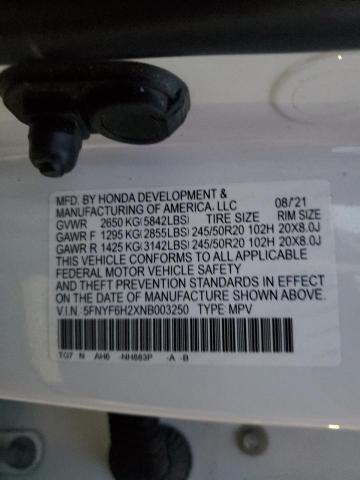 MFD. BY HONDA DEVELOPMENT & 08/21
MANUFACTURING OF AMERICA, LLC
GVWR 2650 KG (5842LBS) TIRE SIZE RIM SIZE
GAWR F 1295 KG (2855LBS) 245/50R20 102H 20X8.0J
GAWR R 1425 KG (3142LBS) 245/50R20 102H 20X8.0J
THIS VEHICLE CONFORMS TO ALL APPLICABLE
FEDERAL MOTOR VEHICLE SAFETY
AND THEFT PREVENTION STANDARDS IN EFFECT
ON THE DATE OF MANUFACTURE SHOWN ABOVE.
V.I.N. 5FNYF6H2XNB003250 TYPE: MPV
TG7 N AH6 -NH883P -A -B